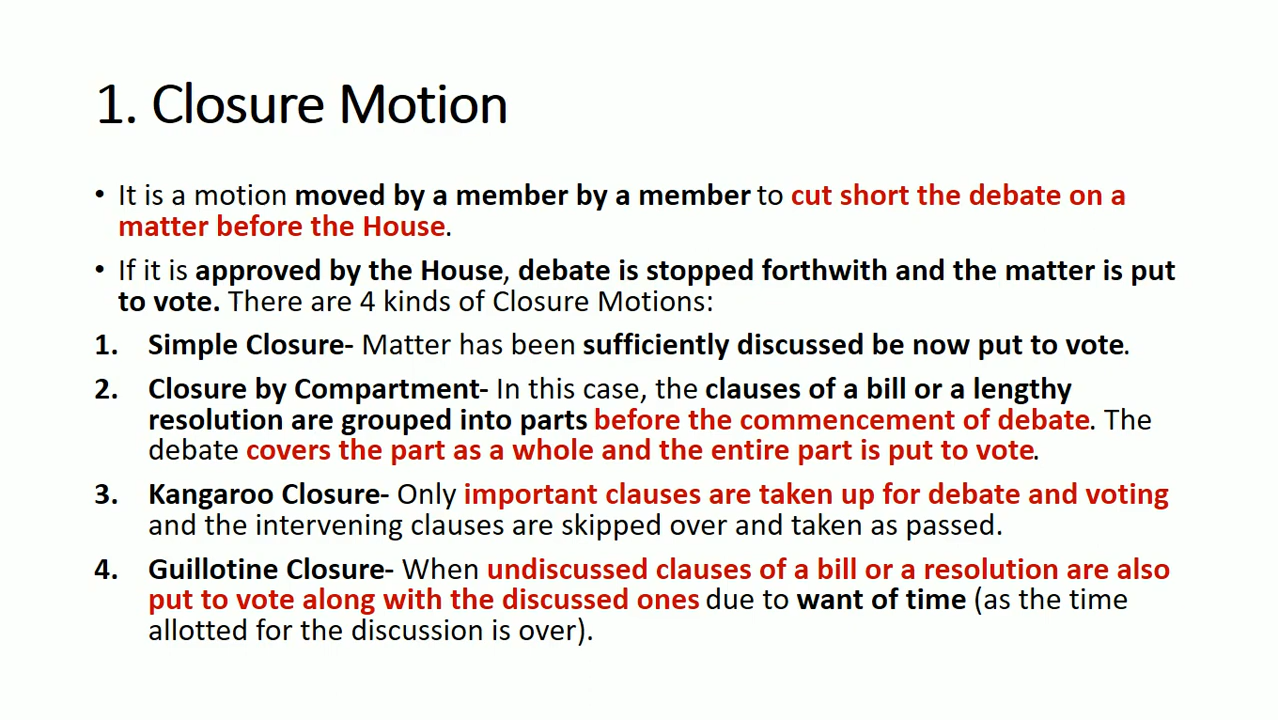 1. Closure Motion
• It is a motion moved by a member by a member to cut short the debate on a
matter before the House.
• If it is approved by the House, debate is stopped forthwith and the matter is put
to vote. There are 4 kinds of Closure Motions:
1. Simple Closure- Matter has been sufficiently discussed be now put to vote.
2. Closure by Compartment- In this case, the clauses of a bill or a lengthy
resolution are grouped into parts before the commencement of debate. The
debate covers the part as a whole and the entire part is put to vote.
3. Kangaroo Closure- Only important clauses are taken up for debate and voting
and the intervening clauses are skipped over and taken as passed.
4. Guillotine Closure- When undiscussed clauses of a bill or a resolution are also
put to vote along with the discussed ones due to want of time (as the time
allotted for the discussion is over).